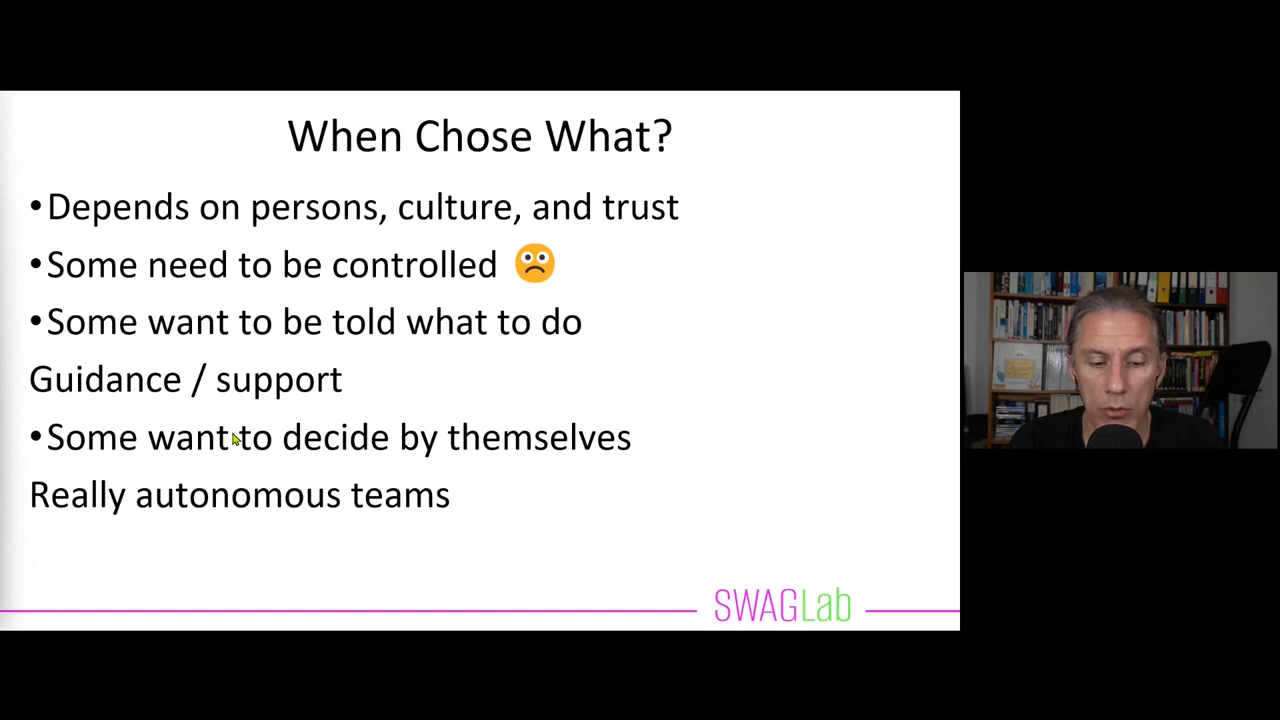 When Chose What?
•Depends on persons, culture, and trust
•Some need to be controlled 🙁
•Some want to be told what to do
Guidance / support
•Some want to decide by themselves
Really autonomous teams
SWAGLab